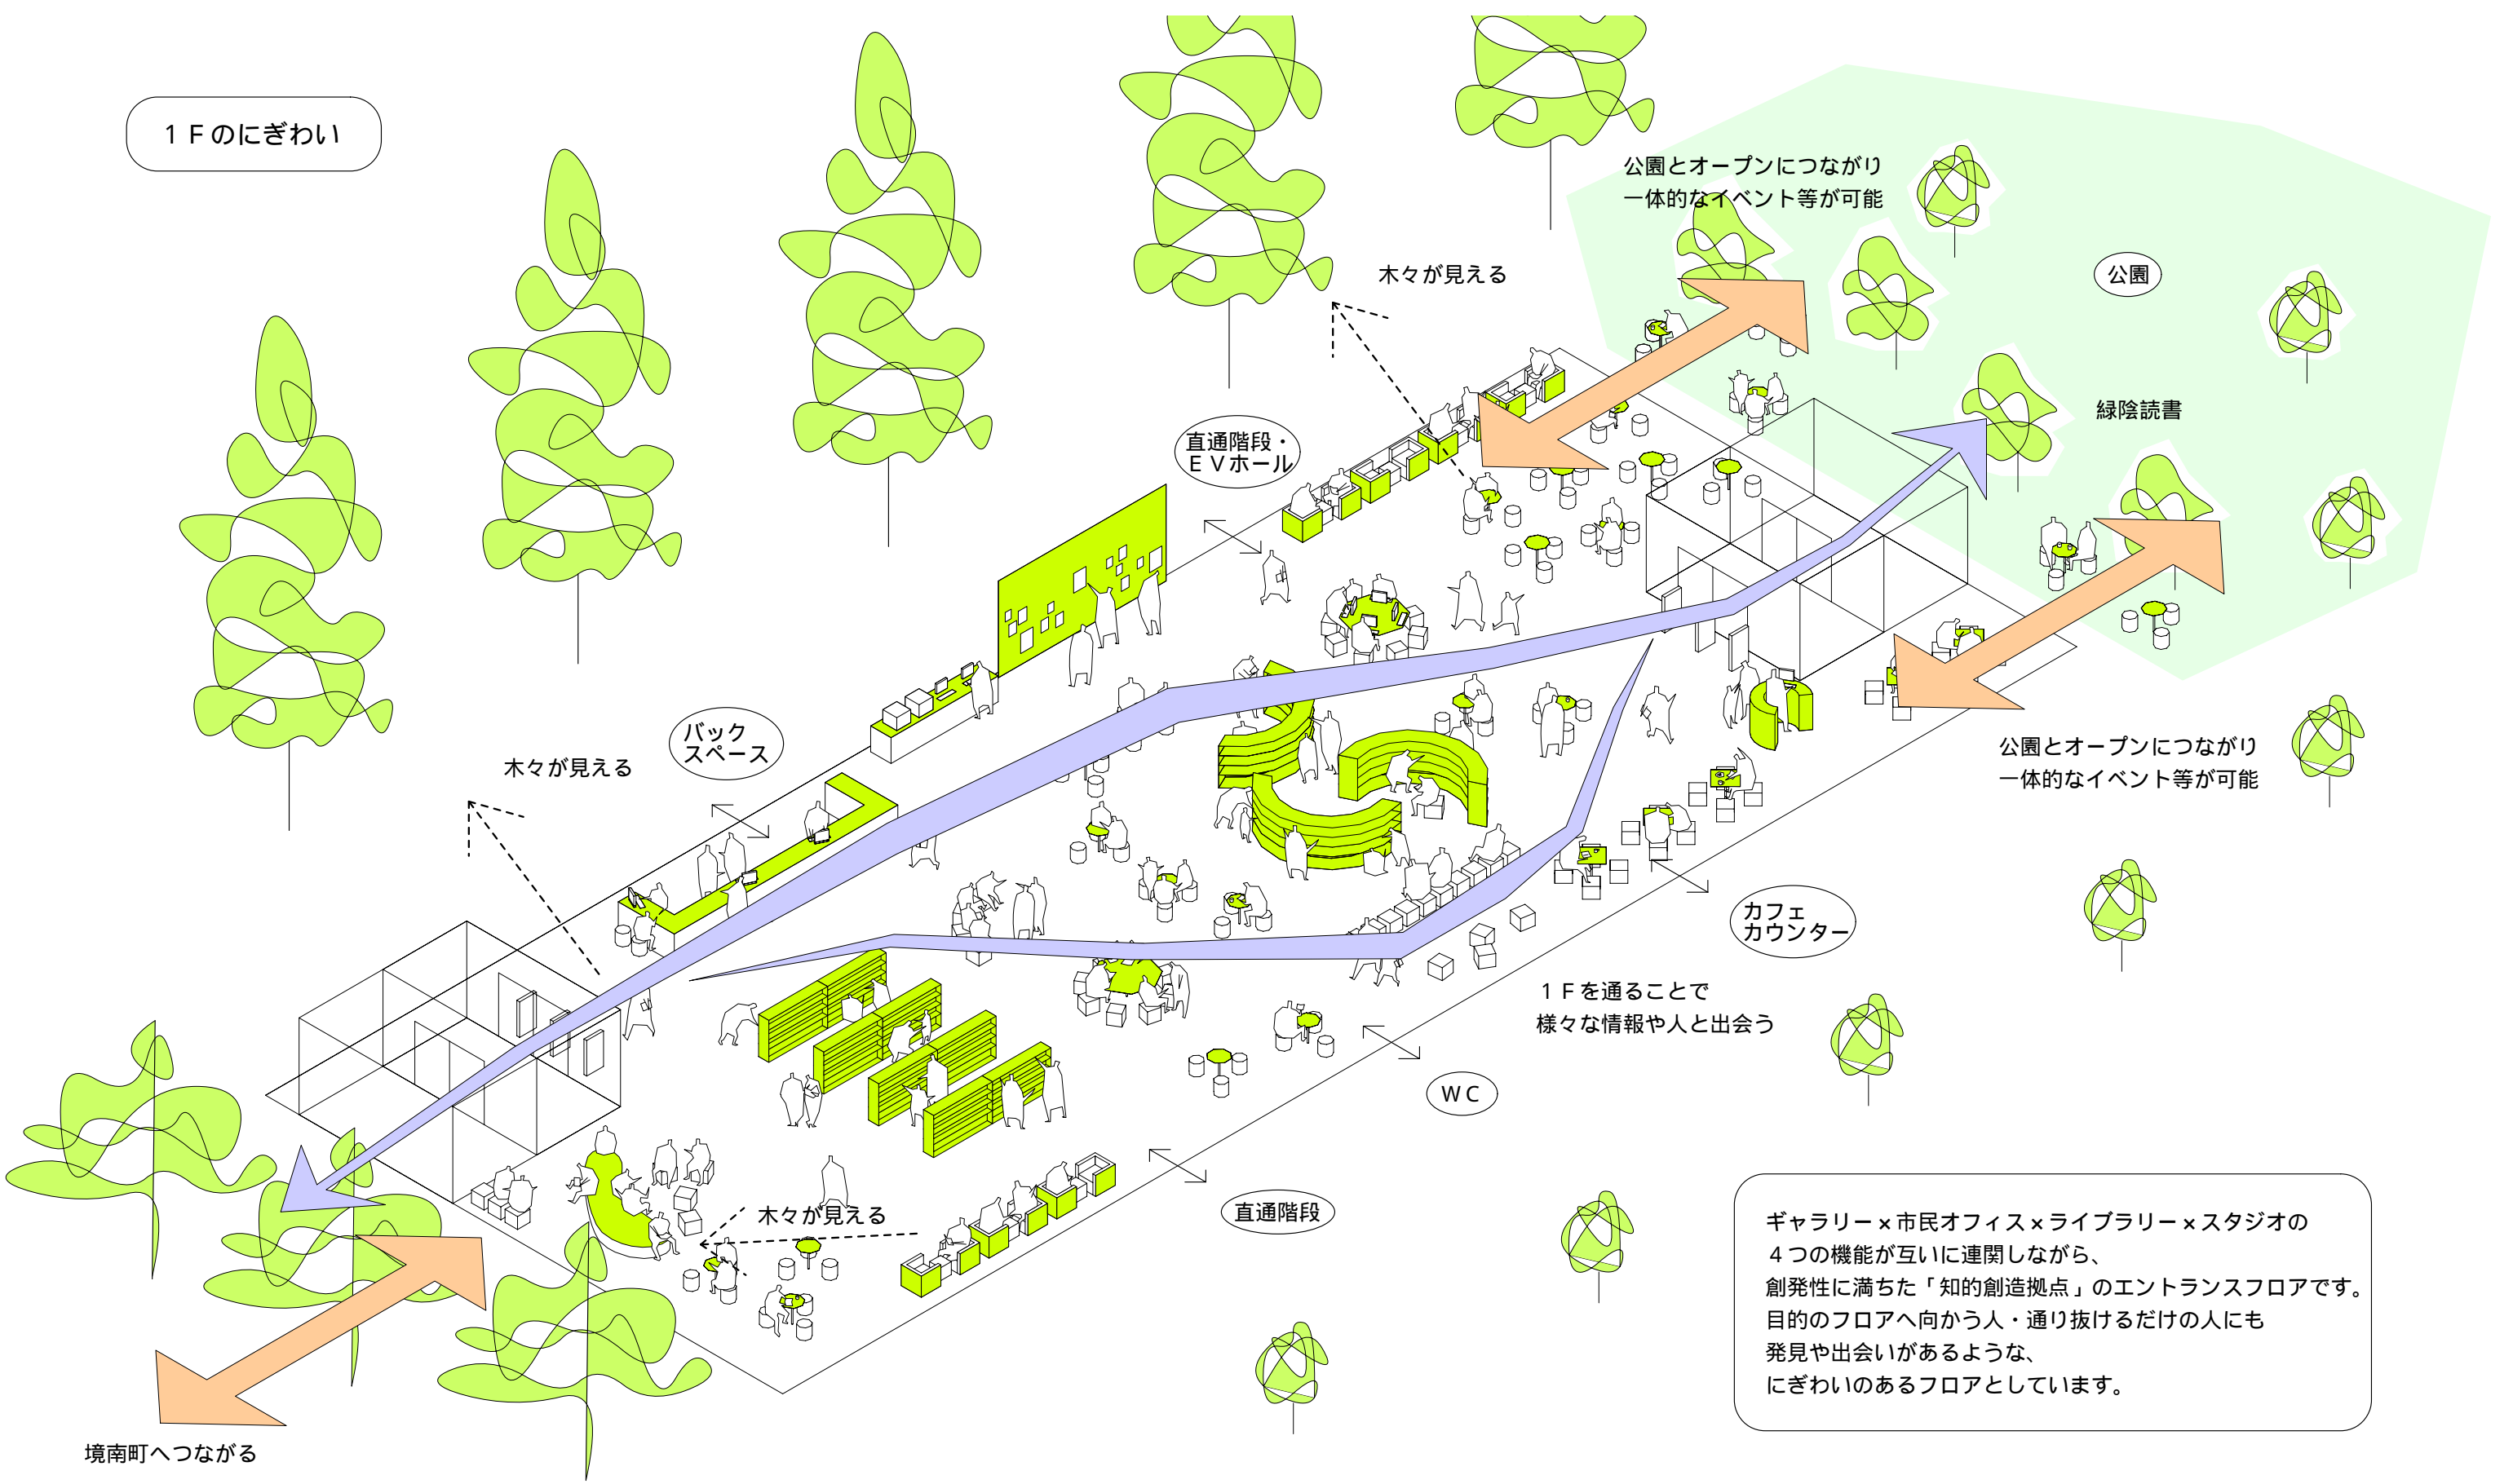 １Ｆのにぎわい
公園とオープンにつながり
一体的なイベント等が可能
木々が見える
公園
緑陰読書
直通階段・
ＥＶホール
バック
スペース
木々が見える
公園とオープンにつながり
一体的なイベント等が可能
カフェ
カウンター
１Ｆを通ることで
様々な情報や人と出会う
ＷＣ
直通階段
木々が見える
境南町へつながる
ギャラリー×市民オフィス×ライブラリー×スタジオの
４つの機能が互いに連関しながら、
創発性に満ちた「知的創造拠点」のエントランスフロアです。
目的のフロアへ向かう人・通り抜けるだけの人にも
発見や出会いがあるような、
にぎわいのあるフロアとしています。